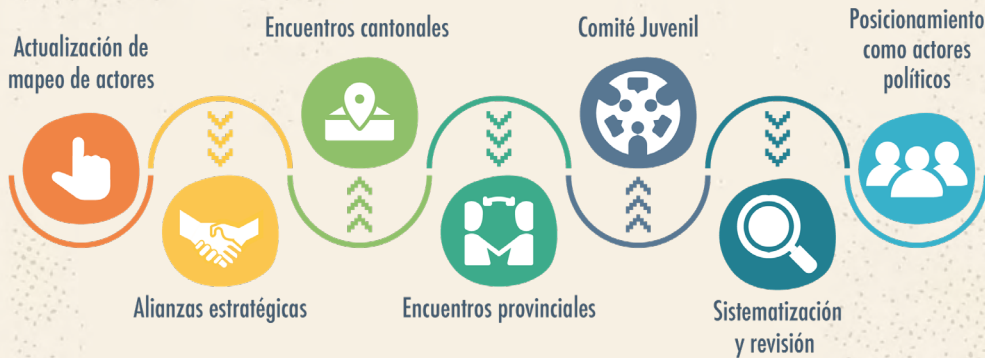 Actualización de
mapeo de actores
Alianzas estratégicas
Encuentros cantonales
Encuentros provinciales
Comité Juvenil
Sistematización
y revisión
Posicionamiento
como actores
políticos